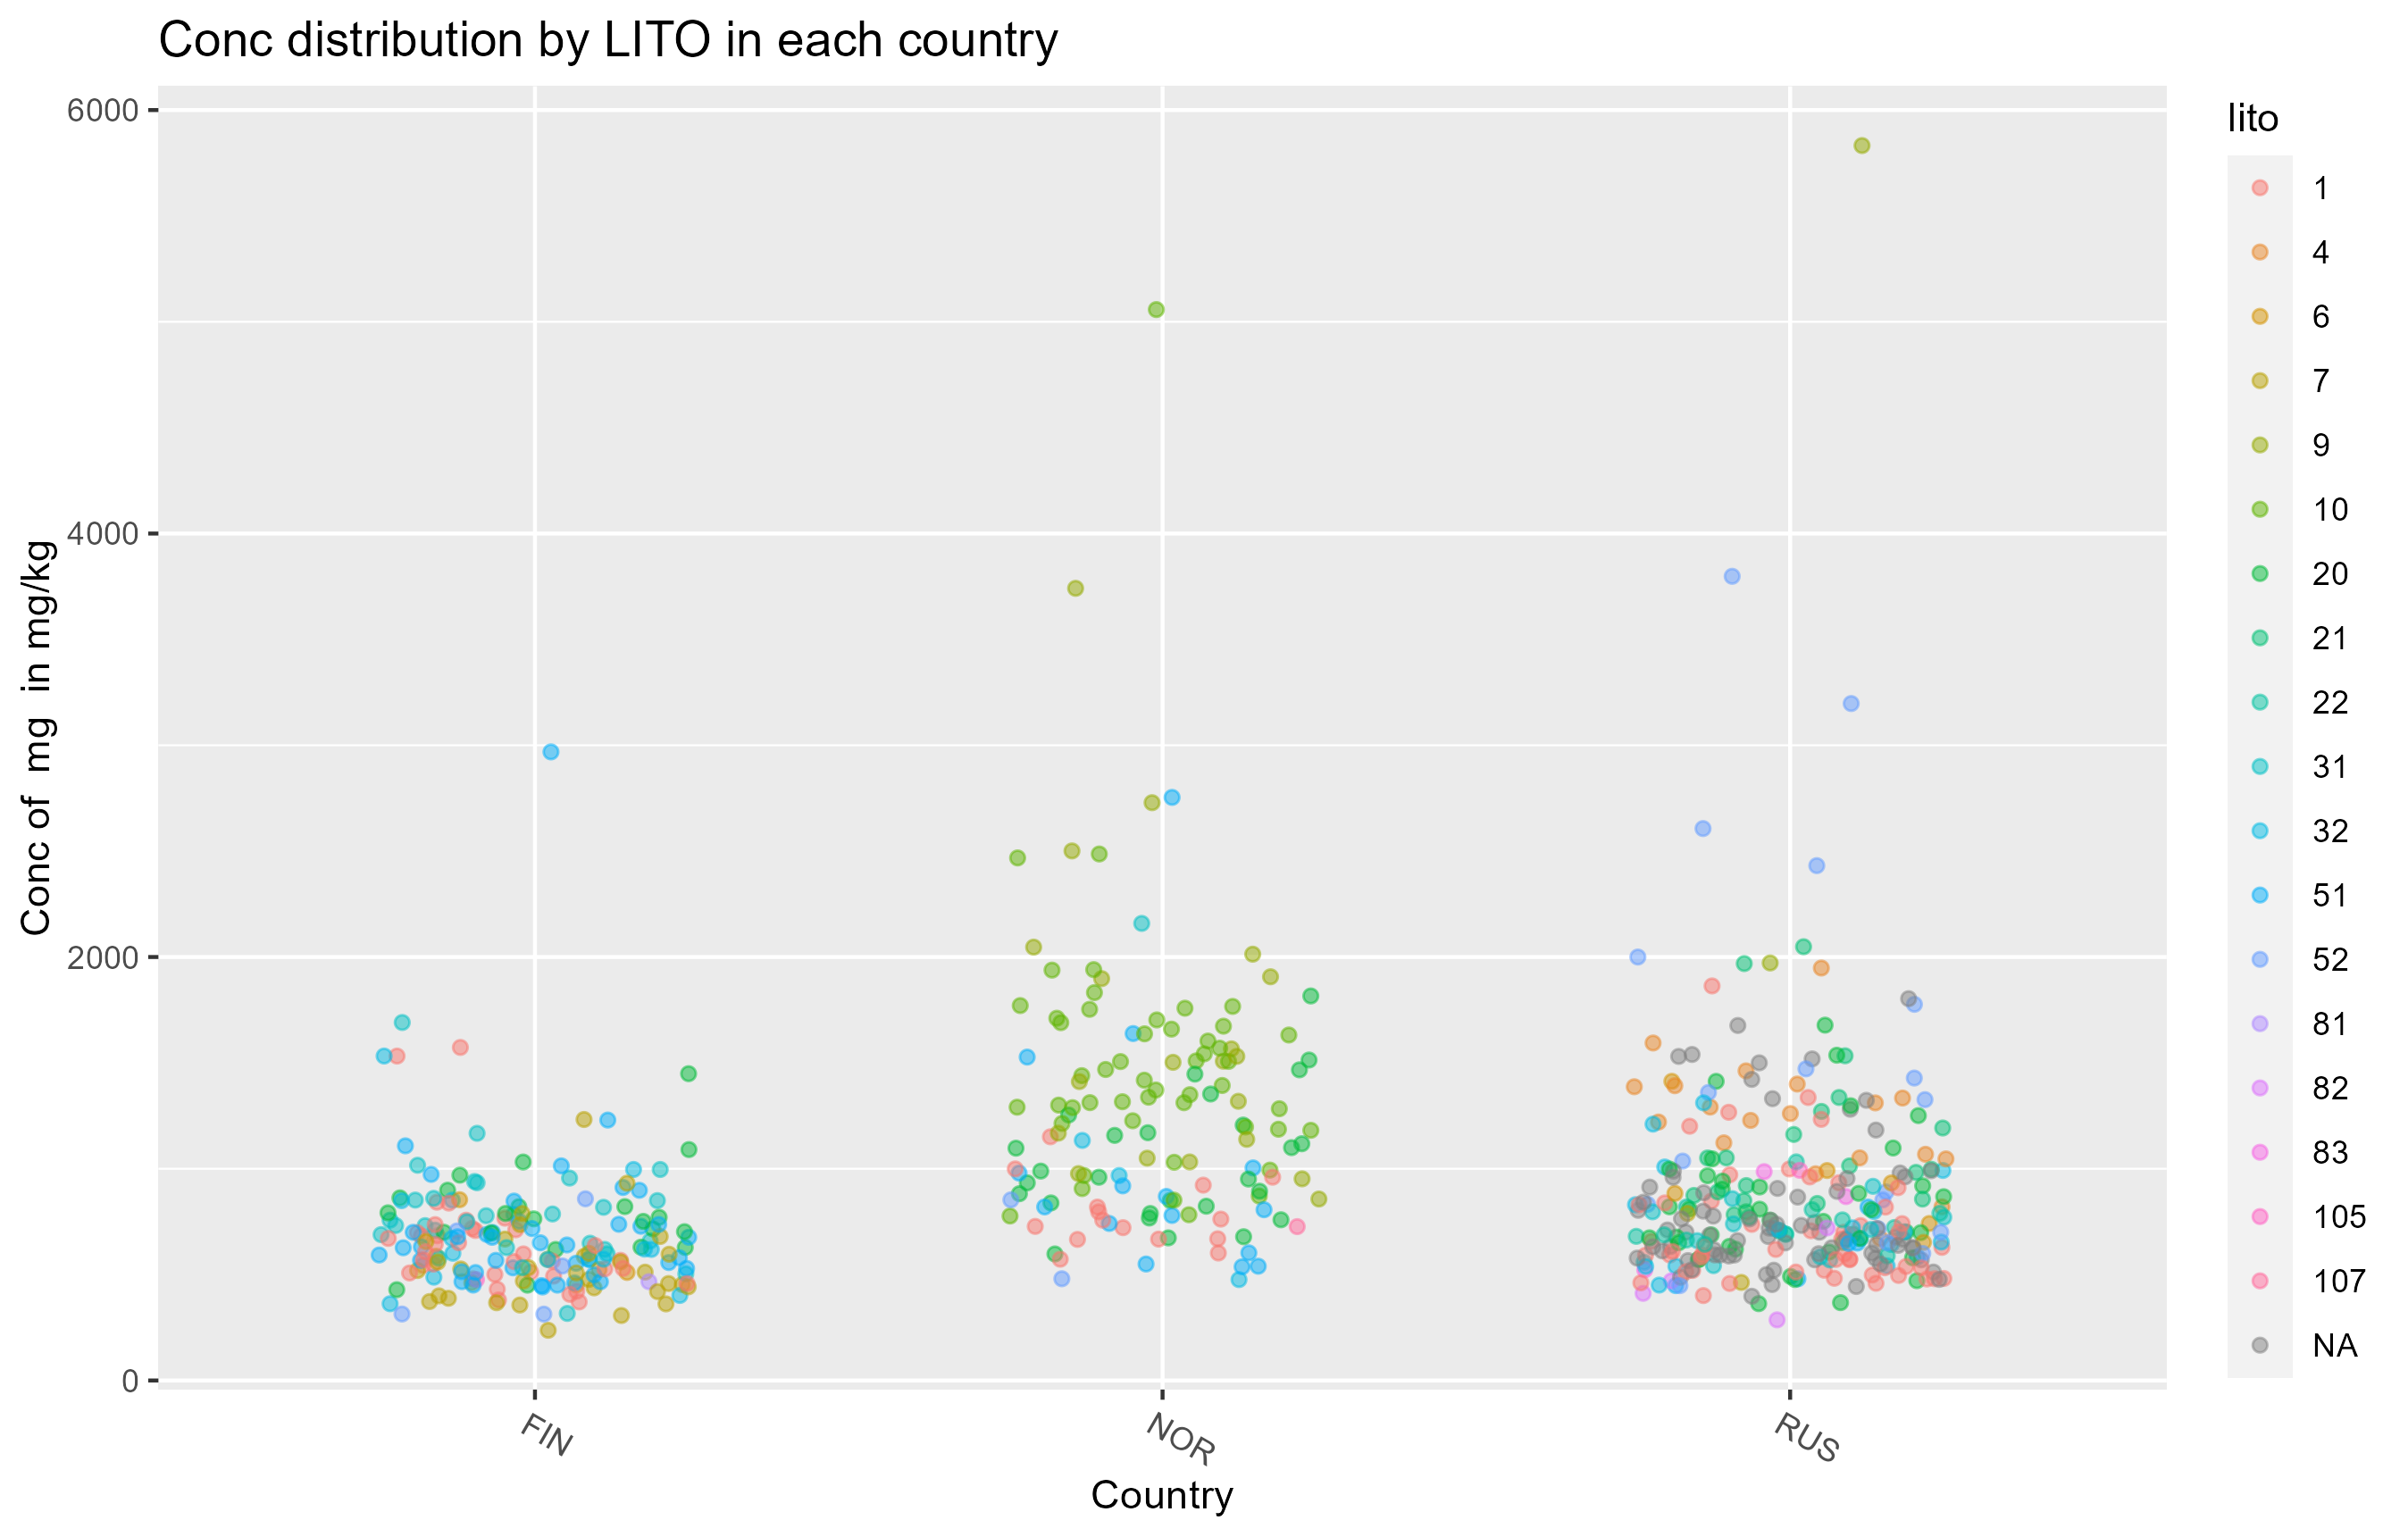 Conc distribution by LITO in each country
6000
4000
2000
0
Conc of  mg  in mg/kg
FIN
NOR
RUS
Country
lito
1
4
6
7
9
10
20
21
22
31
32
51
52
81
82
83
105
107
NA